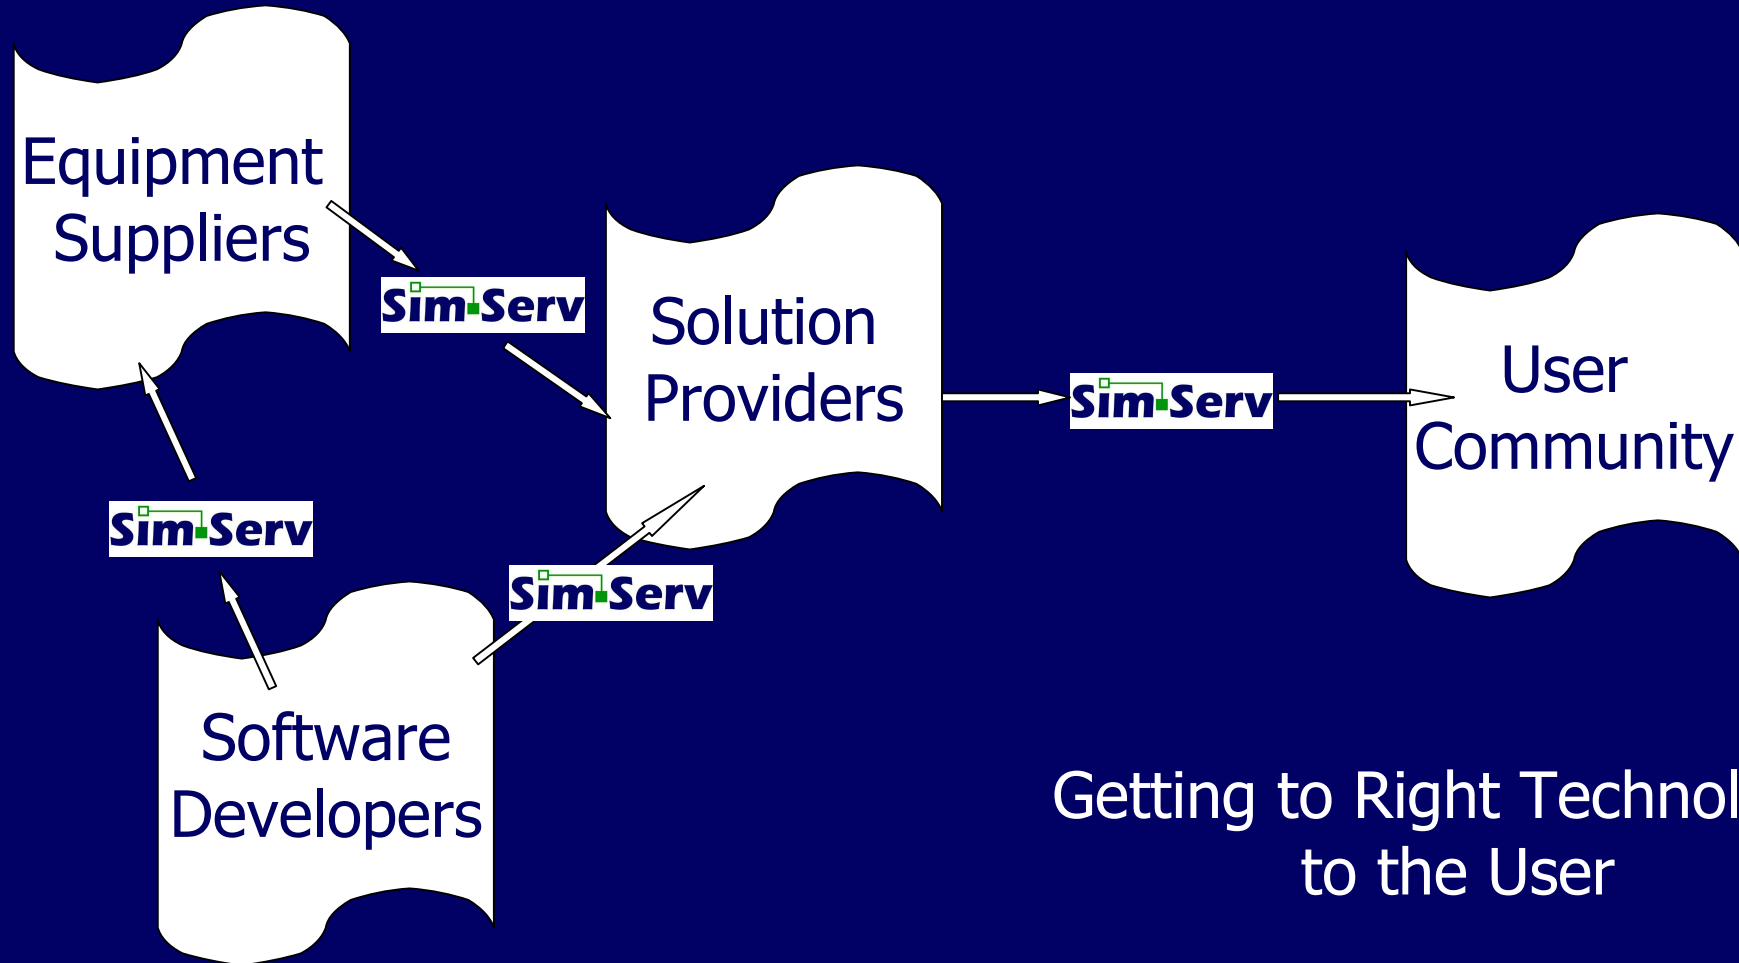 Equipment
Suppliers
Sim-Serv
Solution
Providers
Sim-Serv
User
Community
Sim-Serv
Sim-Serv
Software
Developers
Getting to Right Technol
to the User